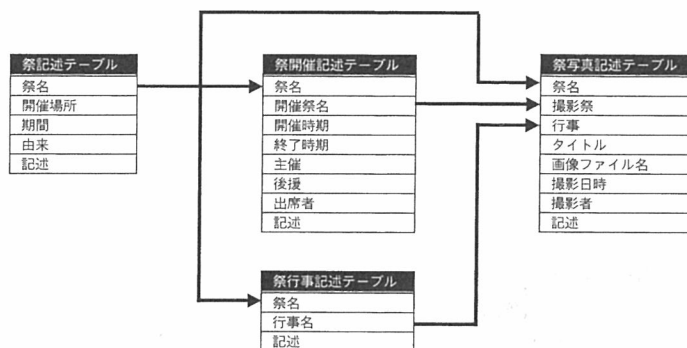 祭記述テーブル
祭名
開催場所
期間
由来
記述
祭開催記述テーブル
祭名
開催祭名
開催時期
終了時期
主催
後援
出席者
記述
祭行事記述テーブル
祭名
行事名
記述
祭写真記述テーブル
祭名
撮影祭
行事
タイトル
画像ファイル名
撮影日時
撮影者
記述